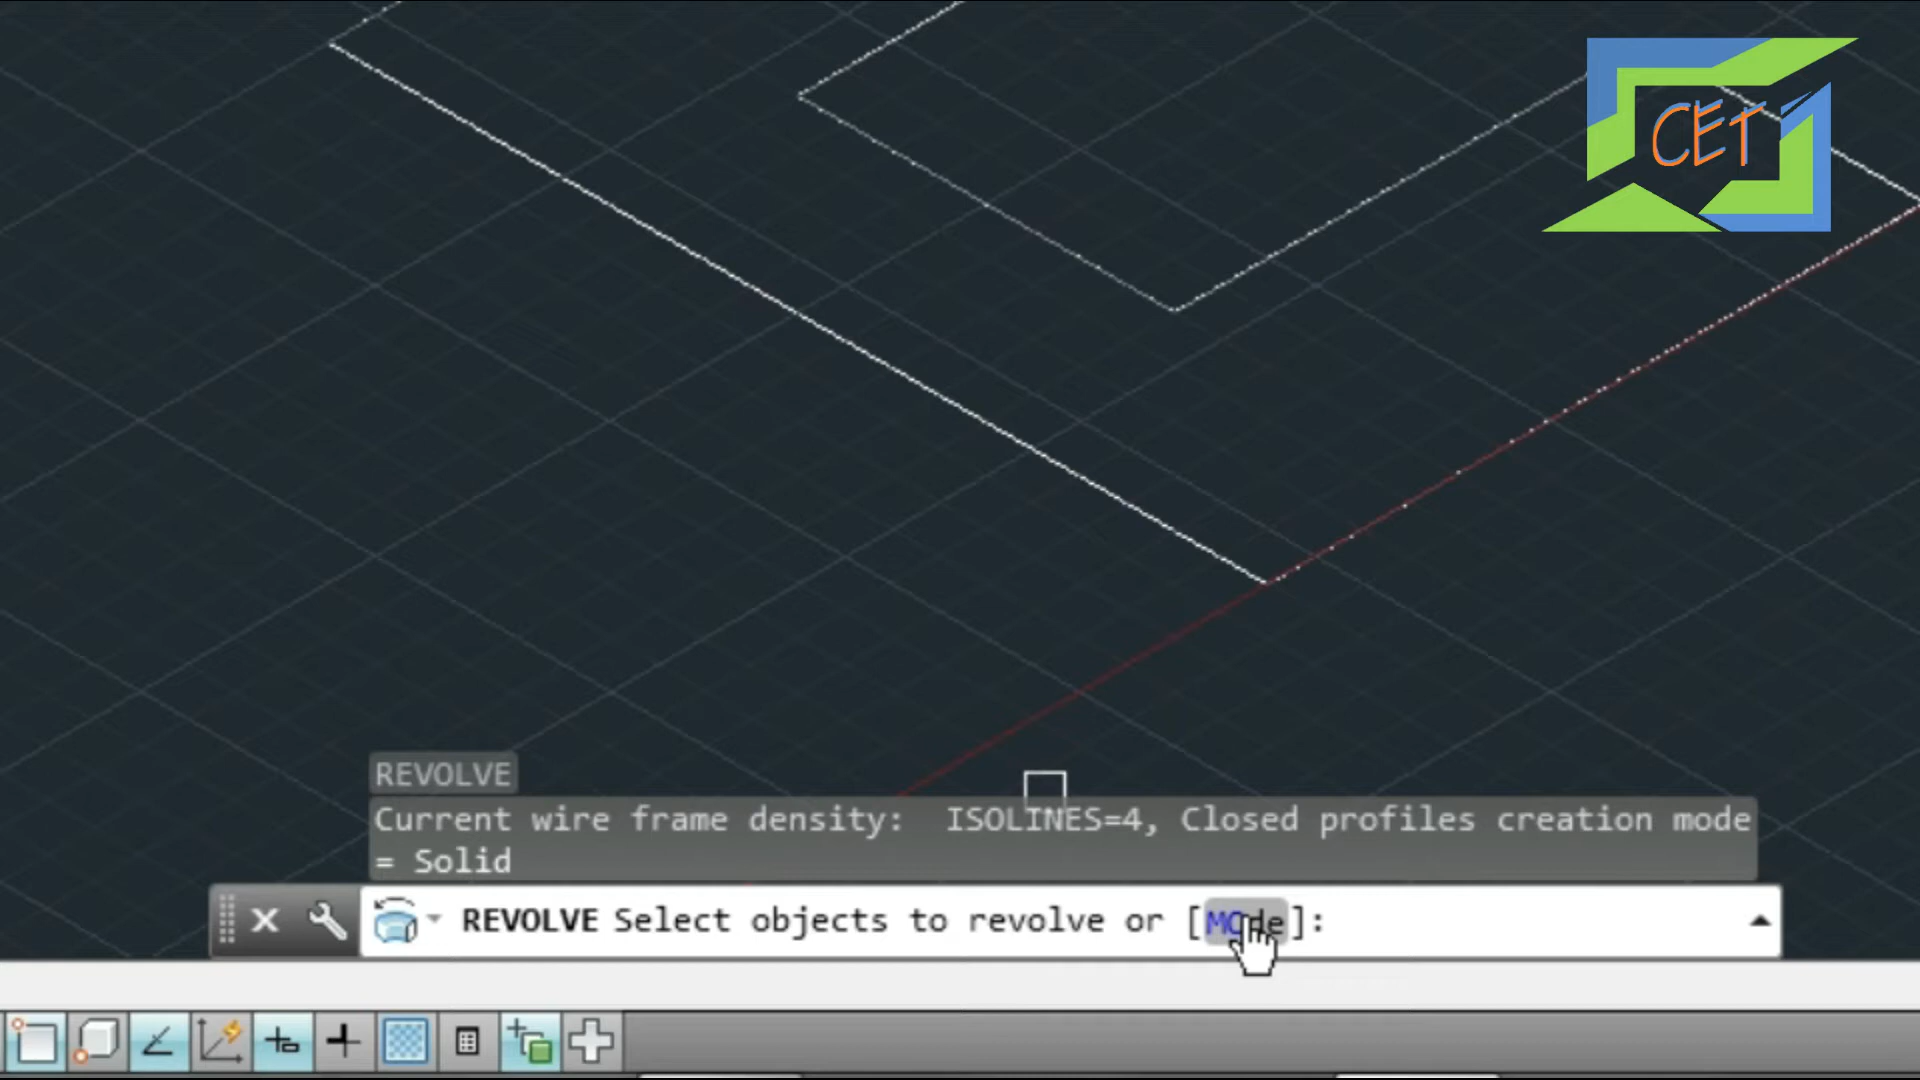 CET
REVOLVE
Current wire frame density: ISOLINES=4, Closed profiles creation mode
= Solid
REVOLVE Select objects to revolve or [MOde]: